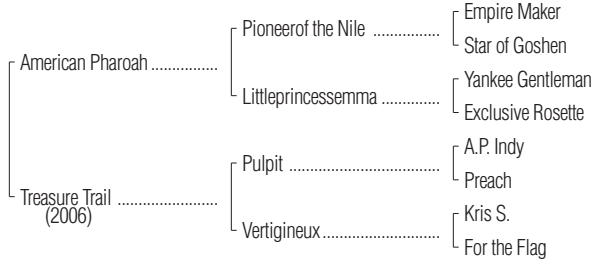 Empire Maker
Pioneerof the Nile ................
Star of Goshen
American Pharoah ................
Yankee Gentleman
Littleprincessemma ..............
Exclusive Rosette
A.P. Indy
Pulpit ....................................
Preach
Treasure Trail ........................
(2006)
Kris S.
Vertigineux............................
For the Flag